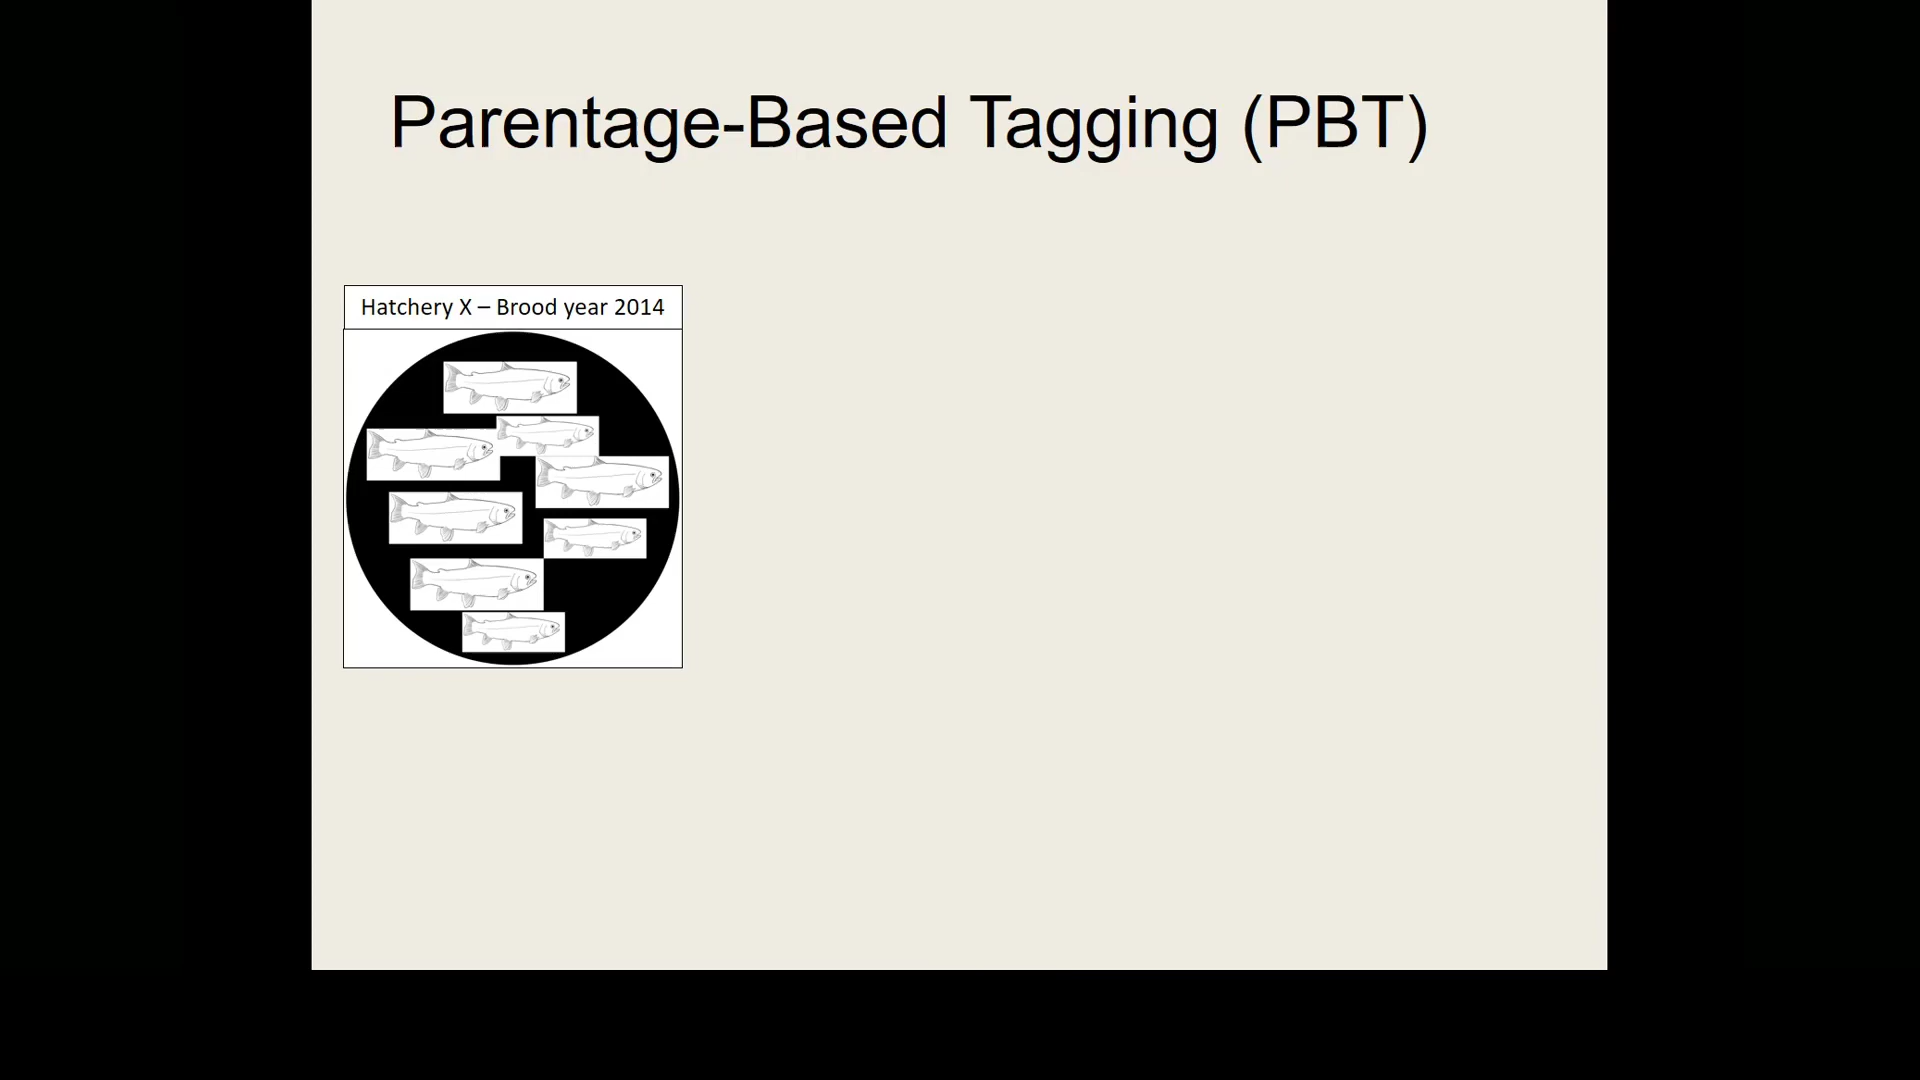 Parentage-Based Tagging (PBT)
Hatchery X – Brood year 2014